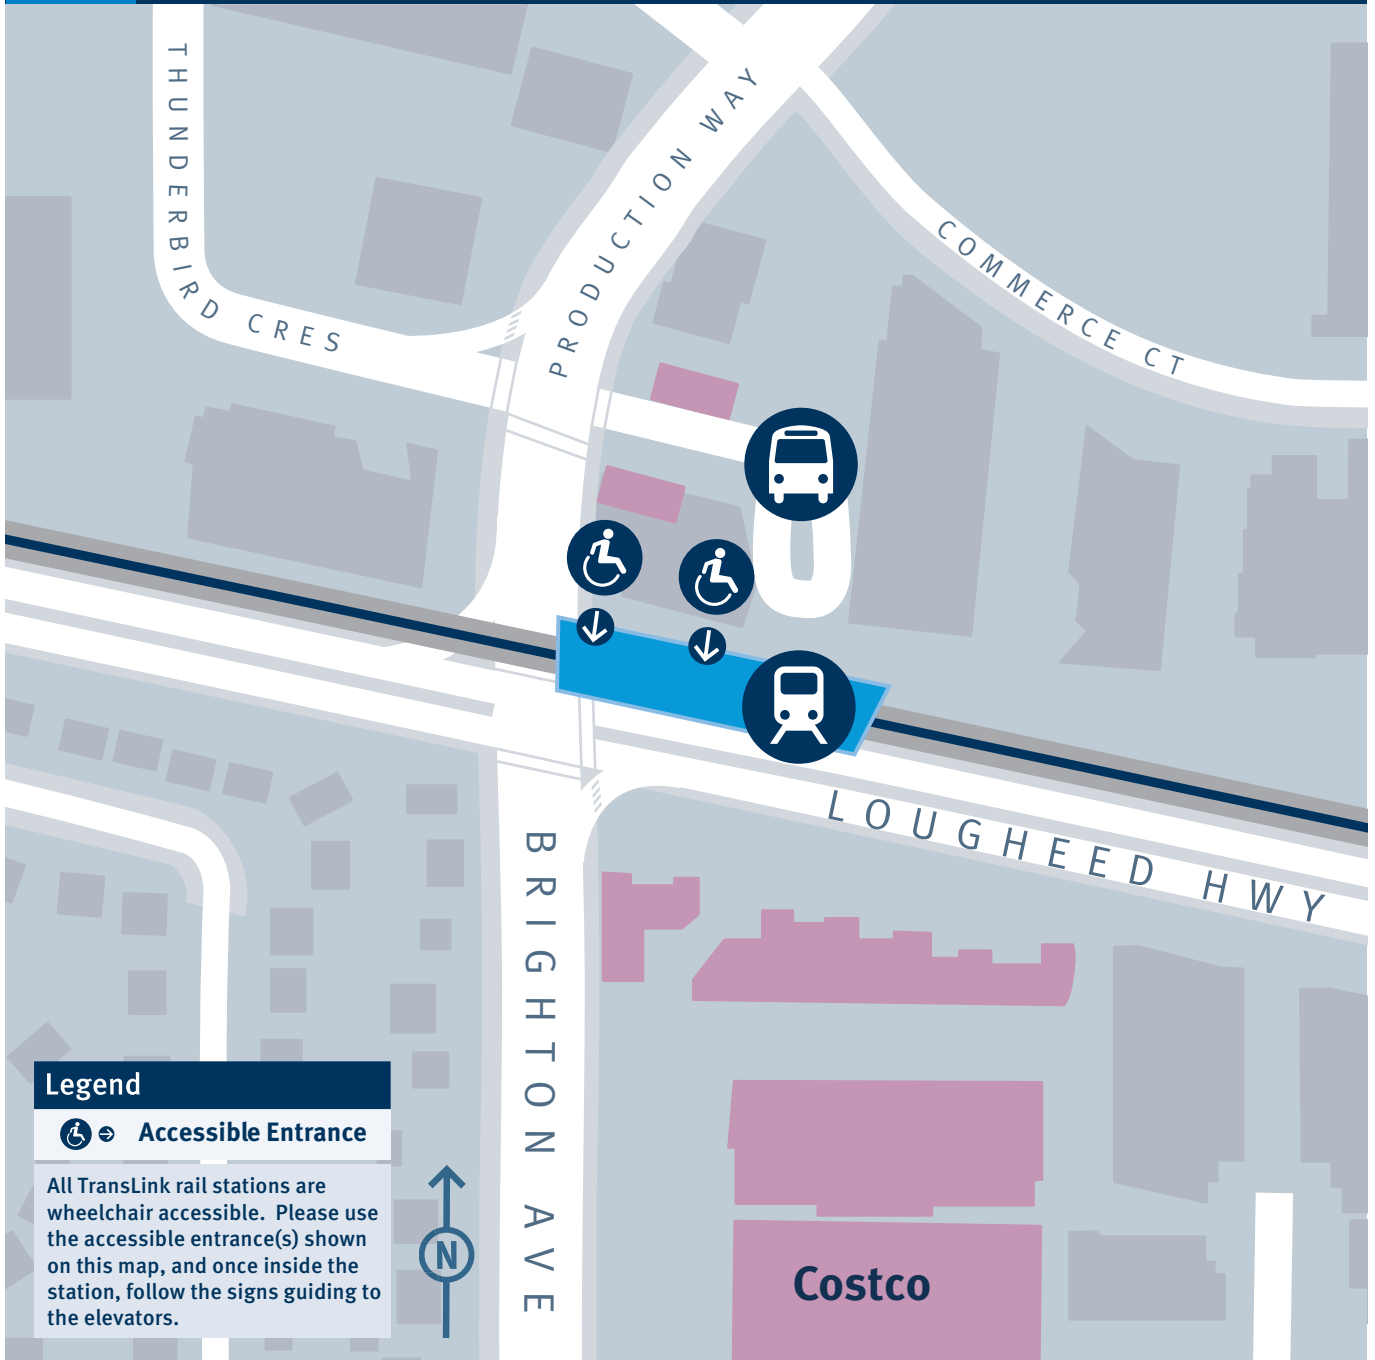 THUNDERBIRD CRES
PRODUCTION WAY
COMMERCE CT
LOUGHEED HWY
BRIGHTON AVE
Costco
Legend
Accessible Entrance
All TransLink rail stations are
wheelchair accessible. Please use
the accessible entrance(s) shown
on this map, and once inside the
station, follow the signs guiding to
the elevators.
N